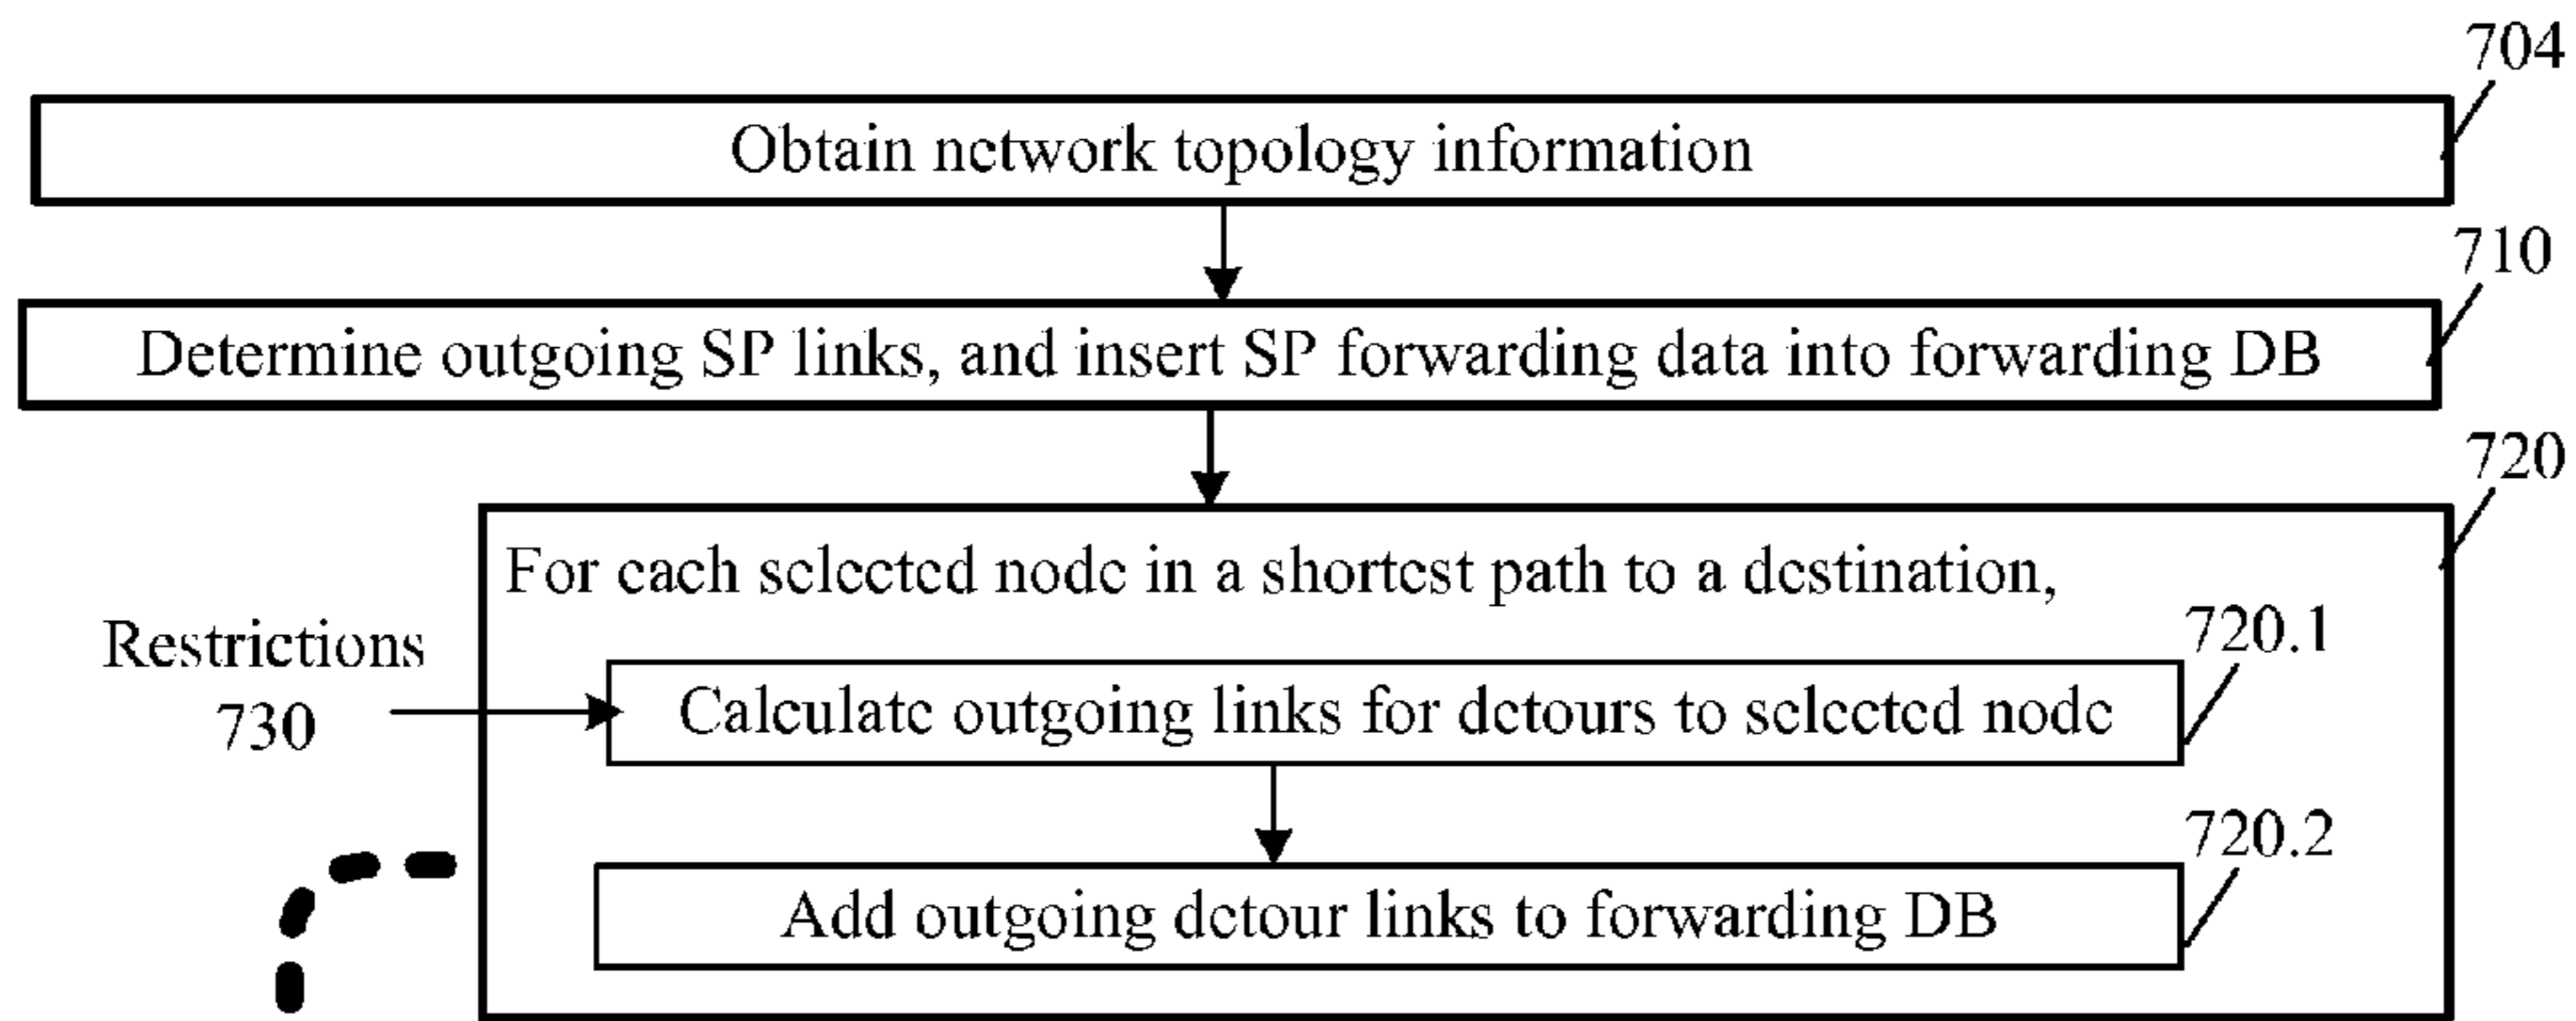 704
Obtain network topology information
710
Determine outgoing SP links, and insert SP forwarding data into forwarding DB
720
For each selected node in a shortest path to a destination,
720.1
Restrictions
730
Calculate outgoing links for detours to selected node
720.2
Add outgoing detour links to forwarding DB